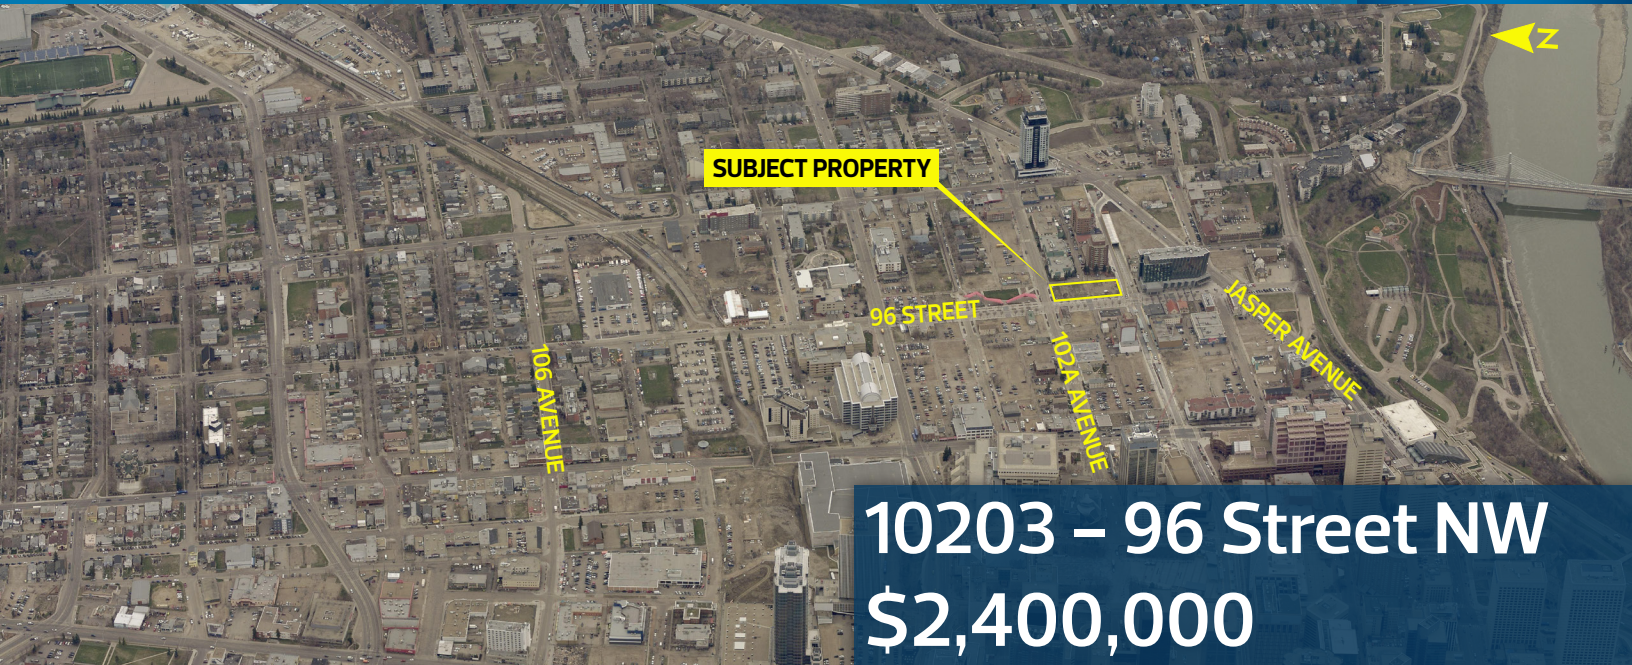 Z
SUBJECT PROPERTY
96 STREET
JASPER AVENUE
106 AVENUE
102A AVENUE
10203 – 96 Street NW
$2,400,000